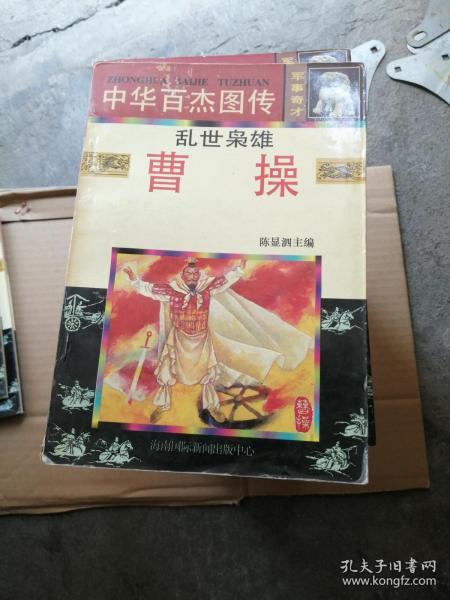 ZHONGHUA BAIJIE TUZHUAN
中华百杰图传
军事奇才
乱世枭雄
曹操
陈显泗主编
曹操
海南国际新闻出版中心
孔夫子旧书网
www.kongfz.com